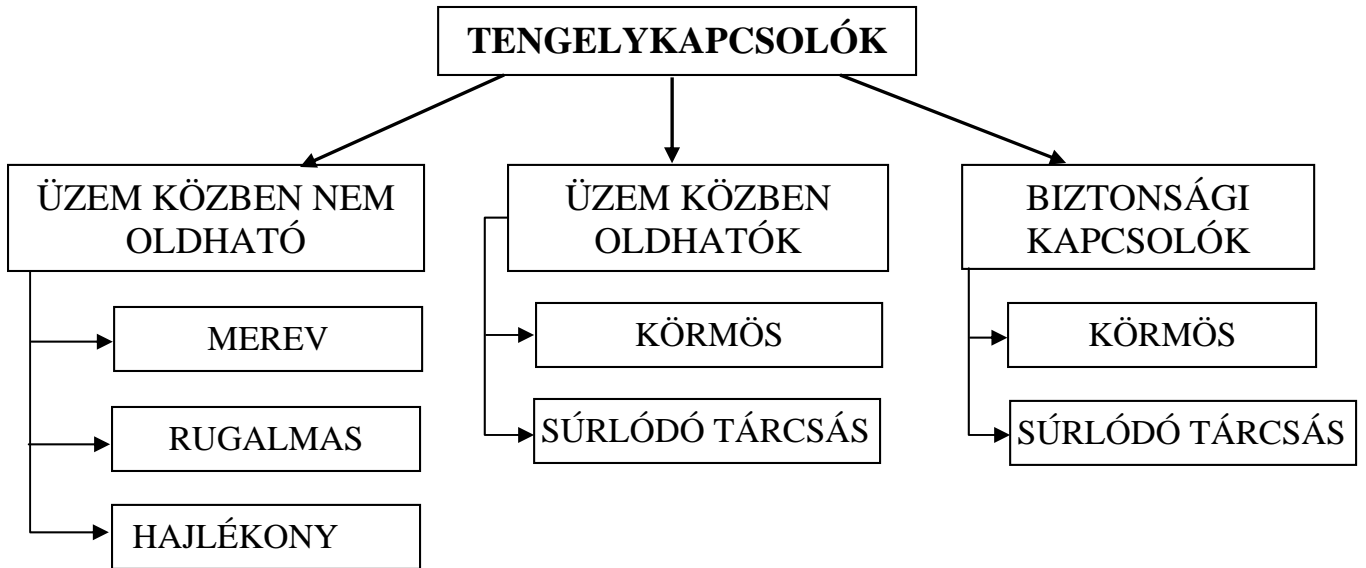 TENGELYKAPCSOLÓK
ÜZEM KÖZBEN NEM
OLDHATÓ
MEREV
RUGALMAS
HAJLÉKONY
ÜZEM KÖZBEN
OLDHATÓK
KÖRMÖS
SÚRLÓDÓ TÁRCSÁS
BIZTONSÁGI
KAPCSOLÓK
KÖRMÖS
SÚRLÓDÓ TÁRCSÁS